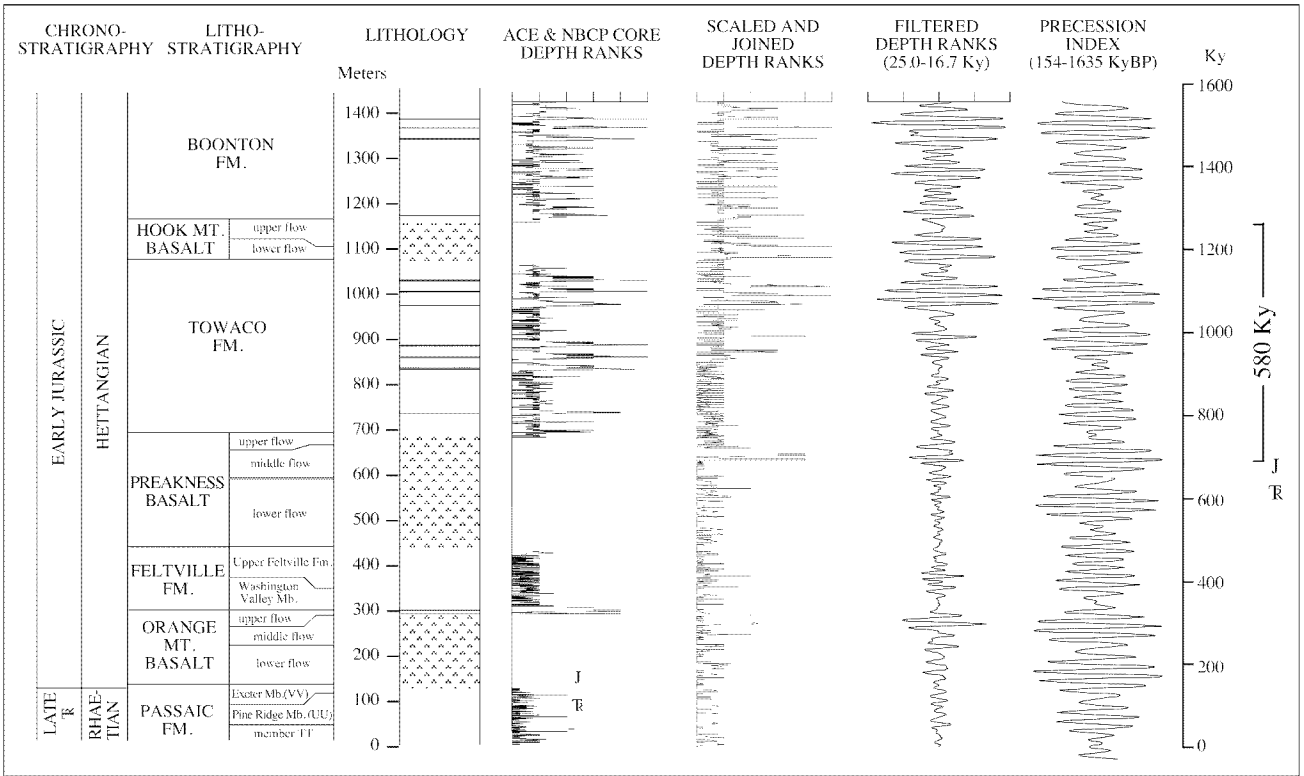 CHRONO-
STRATIGRAPHY
LITHO-
STRATIGRAPHY
LITHOLOGY
ACE & NBCP CORE
DEPTH RANKS
SCALED AND
JOINED
DEPTH RANKS
FILTERED
DEPTH RANKS
(25.0-16.7 Ky)
PRECESSION
INDEX
(154-1635 KyBP)
Meters
Ky
EARLY JURASSIC
LATE
TR
HETTANGIAN
RHAE-
TIAN
BOONTON
FM.
HOOK MT.
BASALT
upper flow
lower flow
TOWACO
FM.
PREAKNESS
BASALT
upper flow
middle flow
lower flow
FELTVILLE
FM.
Upper Feltville Fm.
Washington
Valley Mb.
ORANGE
MT.
BASALT
upper flow
middle flow
lower flow
PASSAIC
FM.
Exeter Mb.(VV)
Pine Ridge Mb.(UU)
member TT
1400
1300
1200
1100
1000
900
800
700
600
500
400
300
200
100
0
J
TR
1600
1400
1200
1000
800
600
400
200
0
580 Ky
J
TR